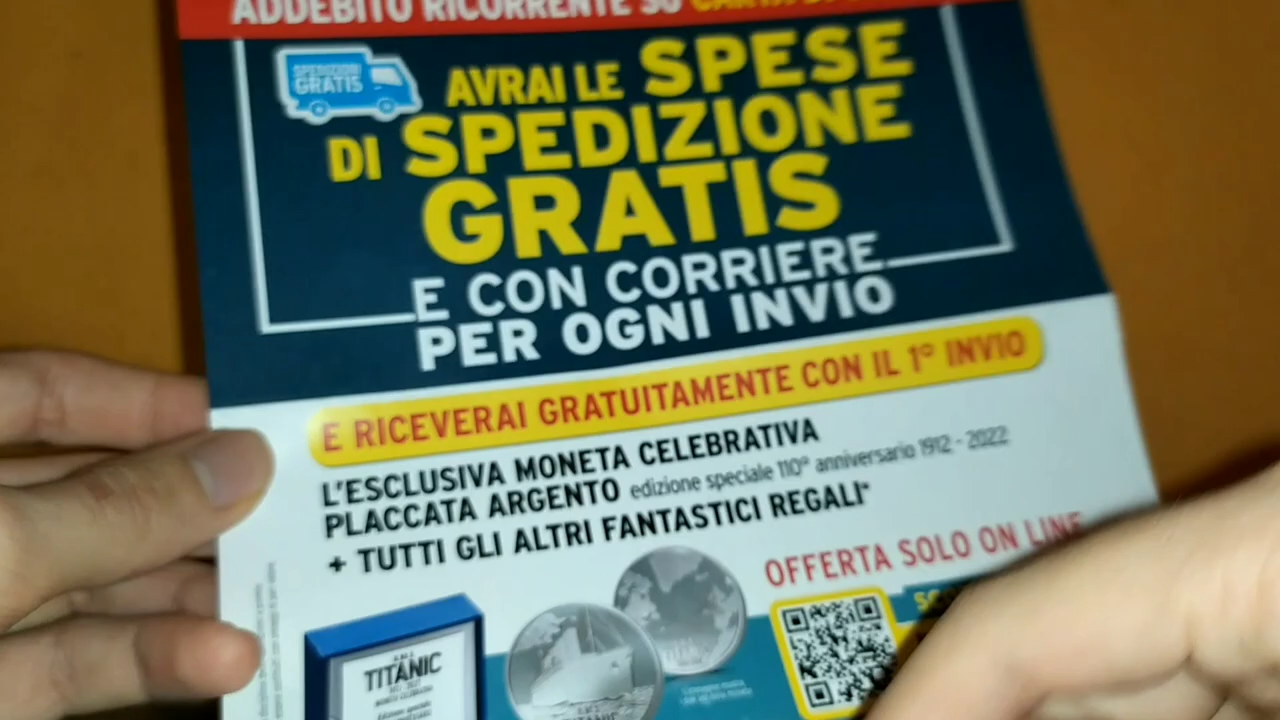 ADDEBITO RICORRENTE SU CARTA DI
SPEDIZIONI
GRATIS
AVRAI LE SPESE
DI SPEDIZIONE
GRATIS
E CON CORRIERE
PER OGNI INVIO
E RICEVERAI GRATUITAMENTE CON IL 1° INVIO
L'ESCLUSIVA MONETA CELEBRATIVA
PLACCATA ARGENTO edizione speciale 110° anniversario 1912 - 2022
+ TUTTI GLI ALTRI FANTASTICI REGALI*
OFFERTA SOLO ON LINE
TITANIC